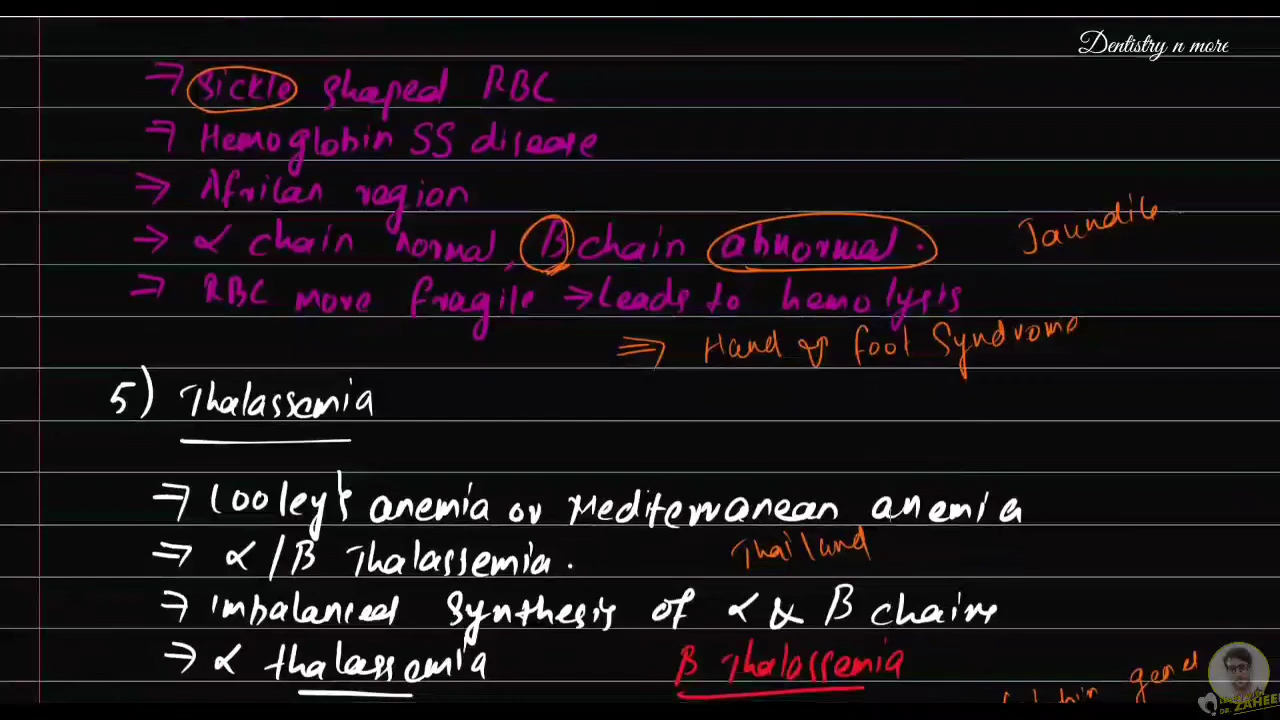 Dentistry n more
→ Sickle shaped RBC
→ Hemoglobin SS disease
→ African region
→ α chain normal, β chain abnormal.
Jaundice
→ RBC more fragile → leads to hemolysis
⇒ Hand & foot Syndrome
5) Thalassemia
→ Cooley's anemia or Mediterranean anemia
Thailand
→ α/β Thalassemia.
→ imbalanced synthesis of α & β chains
→ α thalassemia
β Thalassemia
DR. ZAHEER